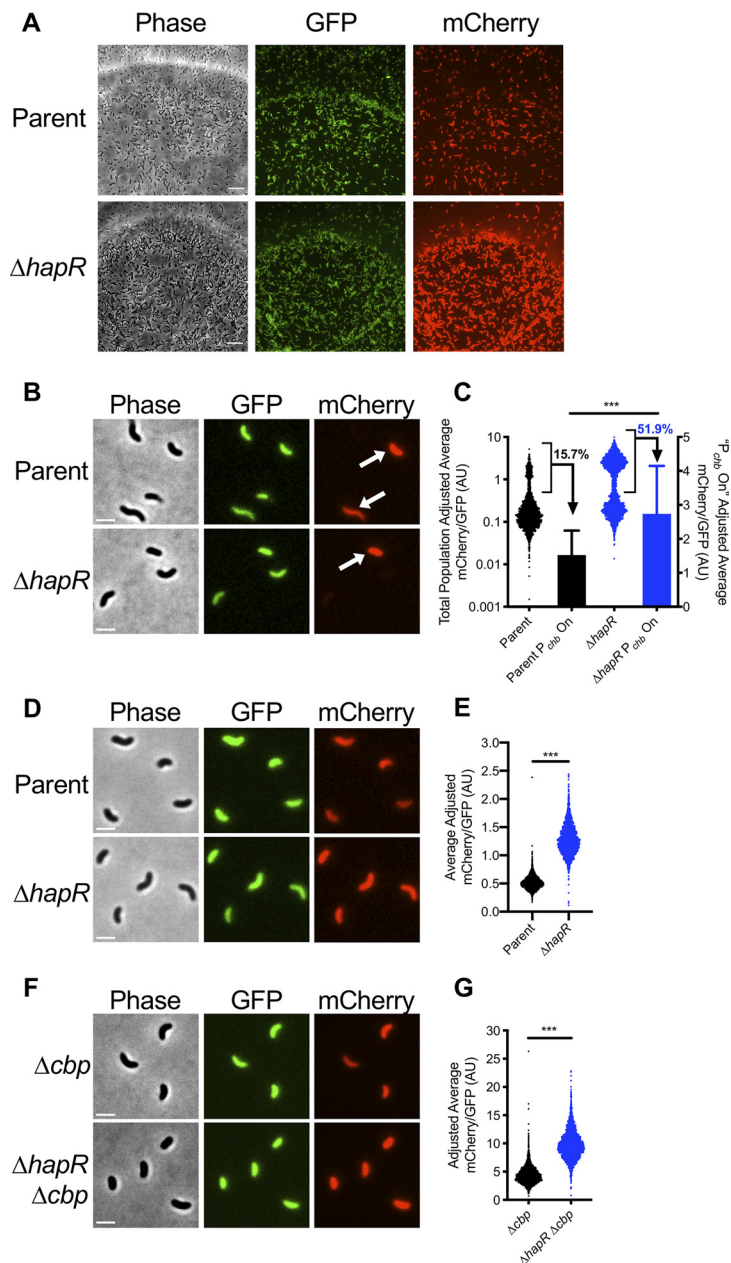 A
Phase
GFP
mCherry
Parent
ΔhapR
B
Phase
GFP
mCherry
Parent
ΔhapR
C
***
Total Population Adjusted Average
mCherry/GFP (AU)
10
1
0.1
0.01
0.001
15.7%
51.9%
5
4
3
2
1
0
“Pchb On” Adjusted Average
mCherry/GFP (AU)
Parent
Parent Pchb On
ΔhapR
ΔhapR Pchb On
D
Phase
GFP
mCherry
Parent
ΔhapR
E
Average Adjusted
mCherry/GFP (AU)
3.0
2.5
2.0
1.5
1.0
0.5
0.0
***
Parent
ΔhapR
F
Phase
GFP
mCherry
Δcbp
ΔhapR
Δcbp
G
Adjusted Average
mCherry/GFP (AU)
30
25
20
15
10
5
0
***
Δcbp
ΔhapR Δcbp